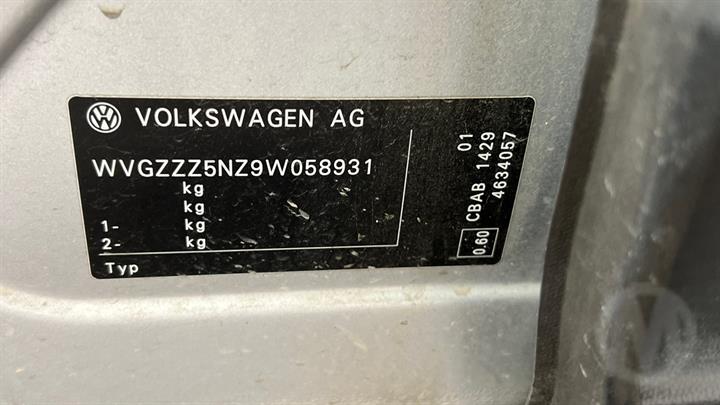 VOLKSWAGEN AG
WVGZZZ5NZ9W058931
kg
kg
1- kg
2- kg
Typ
01
0.60 CBAB 1429
4634057